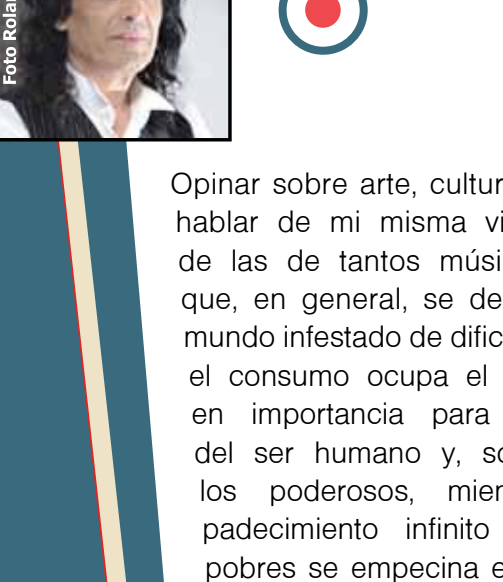 Foto Rolan
Opinar sobre arte, cultur
hablar de mi misma vi
de las de tantos músi
que, en general, se de
mundo infestado de dific
el consumo ocupa el
en importancia para
del ser humano y, so
los poderosos, mien
padecimiento infinito
pobres se empecina e